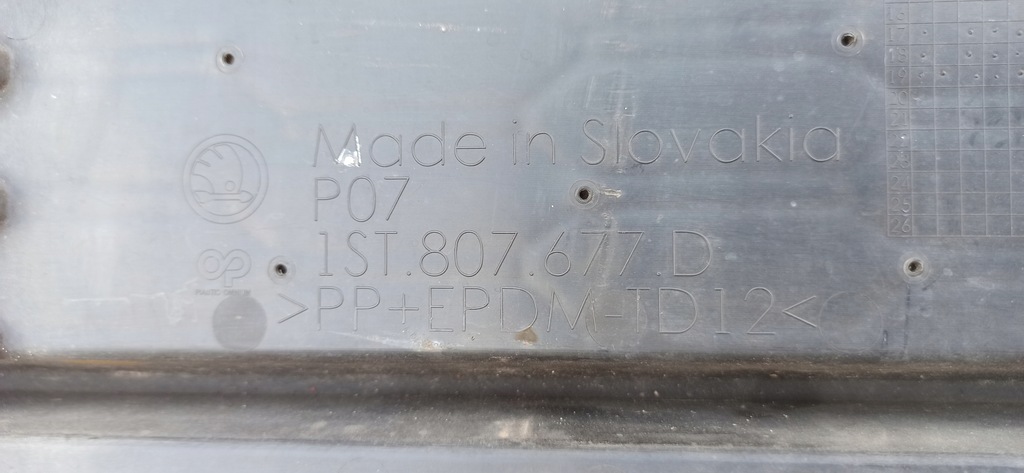 Made in Slovakia
P07
1ST.807.677.D
>PP+EPDM-TD12<